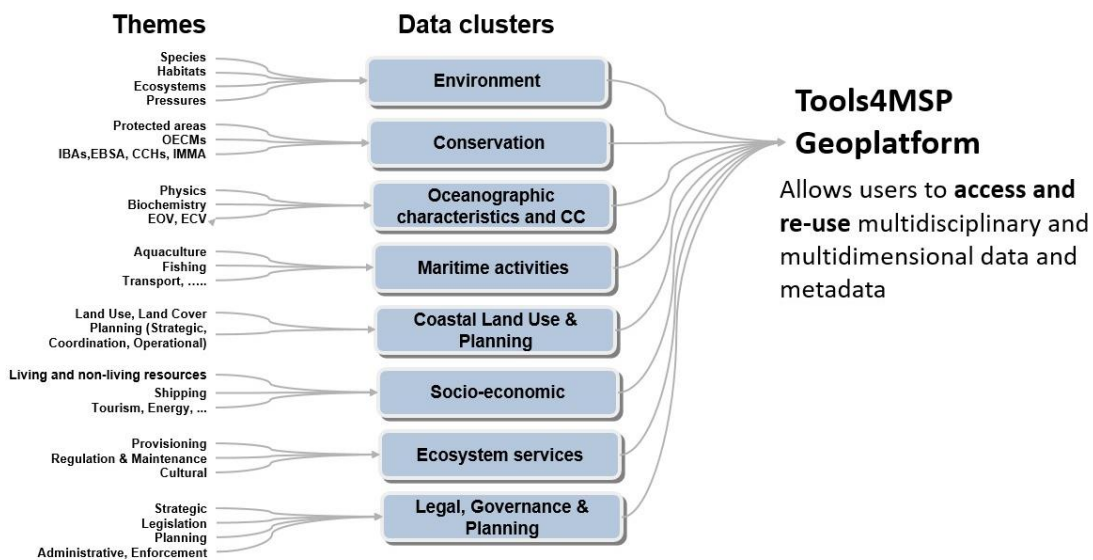 Themes
Data clusters
Species
Habitats
Ecosystems
Pressures
Environment
Protected areas
OECMs
IBAs,EBSA, CCHs, IMMA
Conservation
Physics
Biochemistry
EOV, ECV
Oceanographic
characteristics and CC
Aquaculture
Fishing
Transport, .....
Maritime activities
Land Use, Land Cover
Planning (Strategic,
Coordination, Operational)
Coastal Land Use &
Planning
Living and non-living resources
Shipping
Tourism, Energy, ...
Socio-economic
Provisioning
Regulation & Maintenance
Cultural
Ecosystem services
Strategic
Legislation
Planning
Administrative, Enforcement
Legal, Governance &
Planning
Tools4MSP
Geoplatform
Allows users to access and
re-use multidisciplinary and
multidimensional data and
metadata